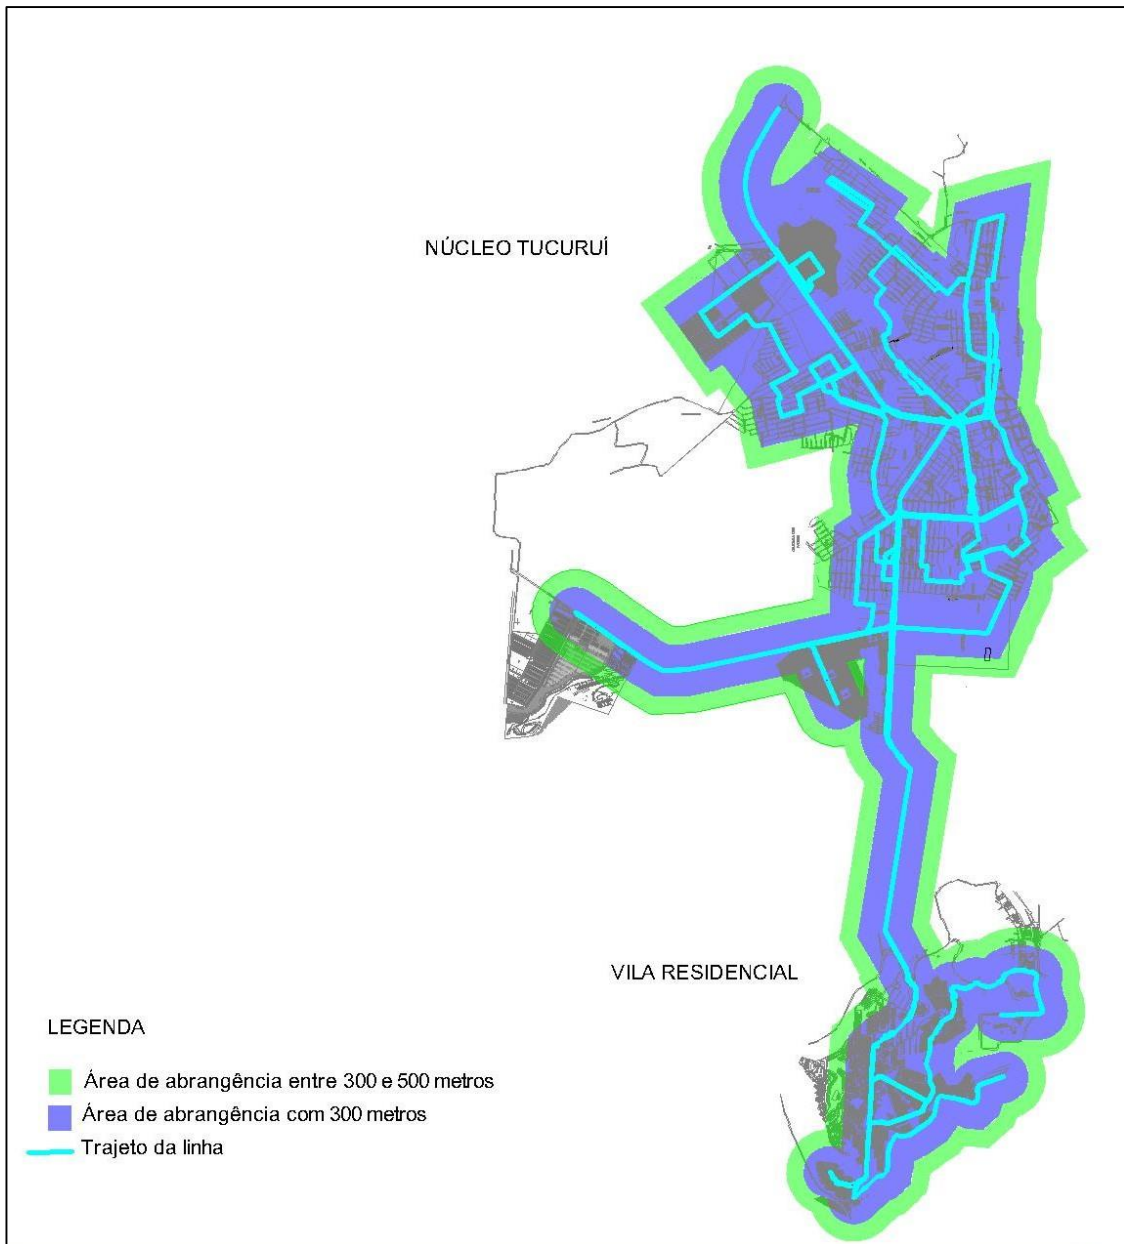 NÚCLEO TUCURUÍ
VILA RESIDENCIAL
LEGENDA
Área de abrangência entre 300 e 500 metros
Área de abrangência com 300 metros
Trajeto da linha